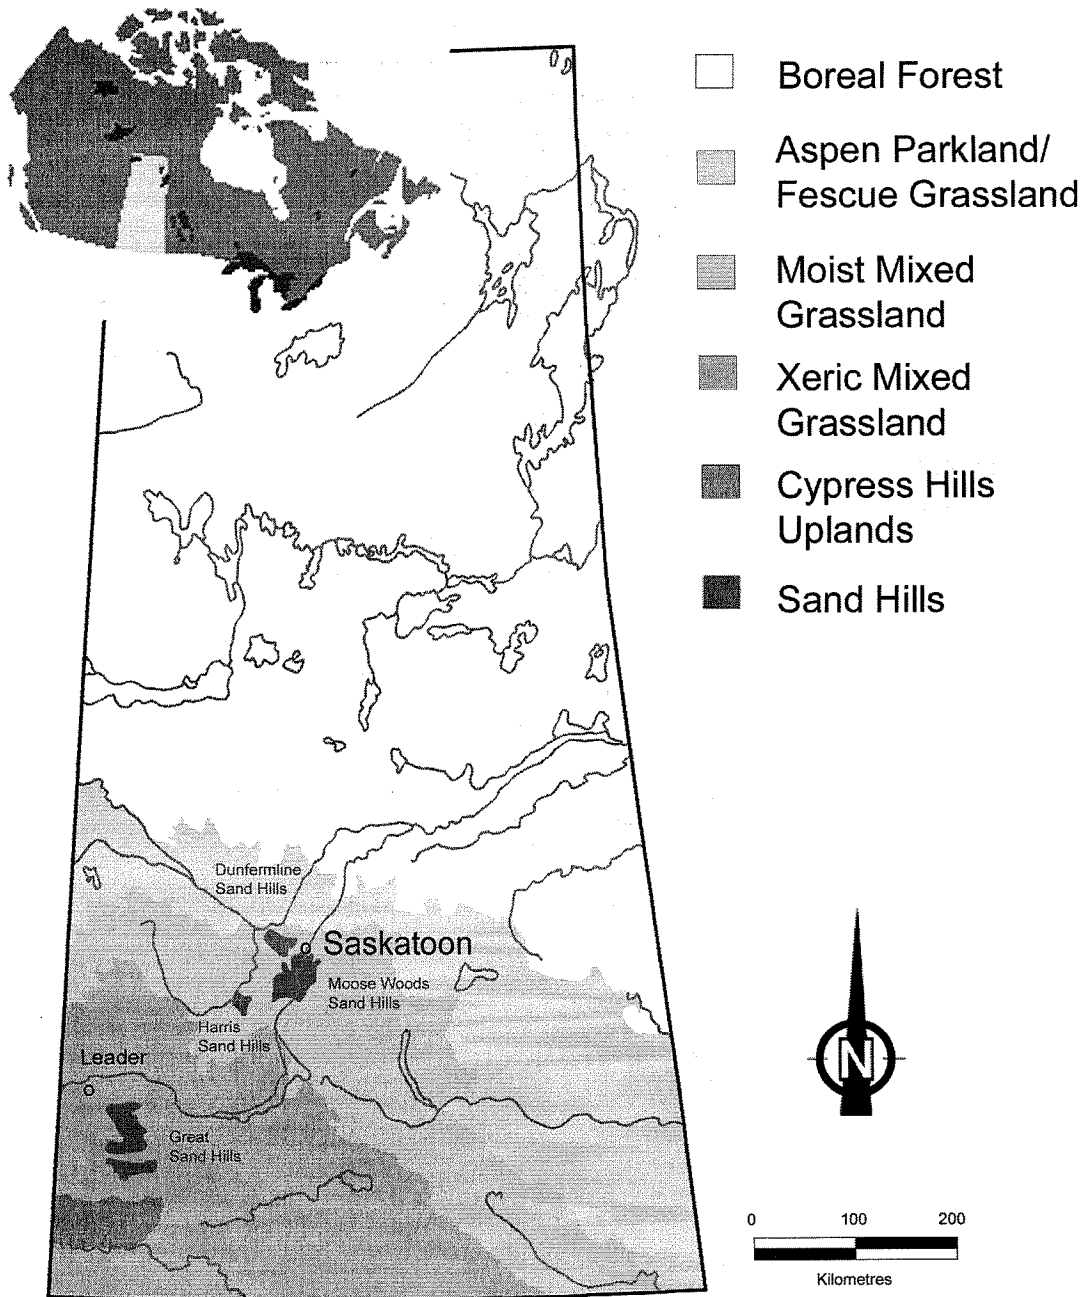 Boreal Forest
Aspen Parkland/
Fescue Grassland
Moist Mixed
Grassland
Xeric Mixed
Grassland
Cypress Hills
Uplands
Sand Hills
Dunfermline
Sand Hills
Saskatoon
Moose Woods
Sand Hills
Harris
Sand Hills
Leader
Great
Sand Hills
N
0 100 200
Kilometres